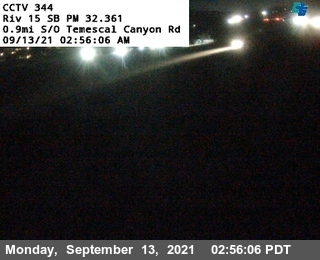 CCTV 344
Riv 15 SB PM 32.361
0.9mi S/O Temescal Canyon Rd
09/13/21 02:56:06 AM
Monday, September 13, 2021 02:56:06 PDT